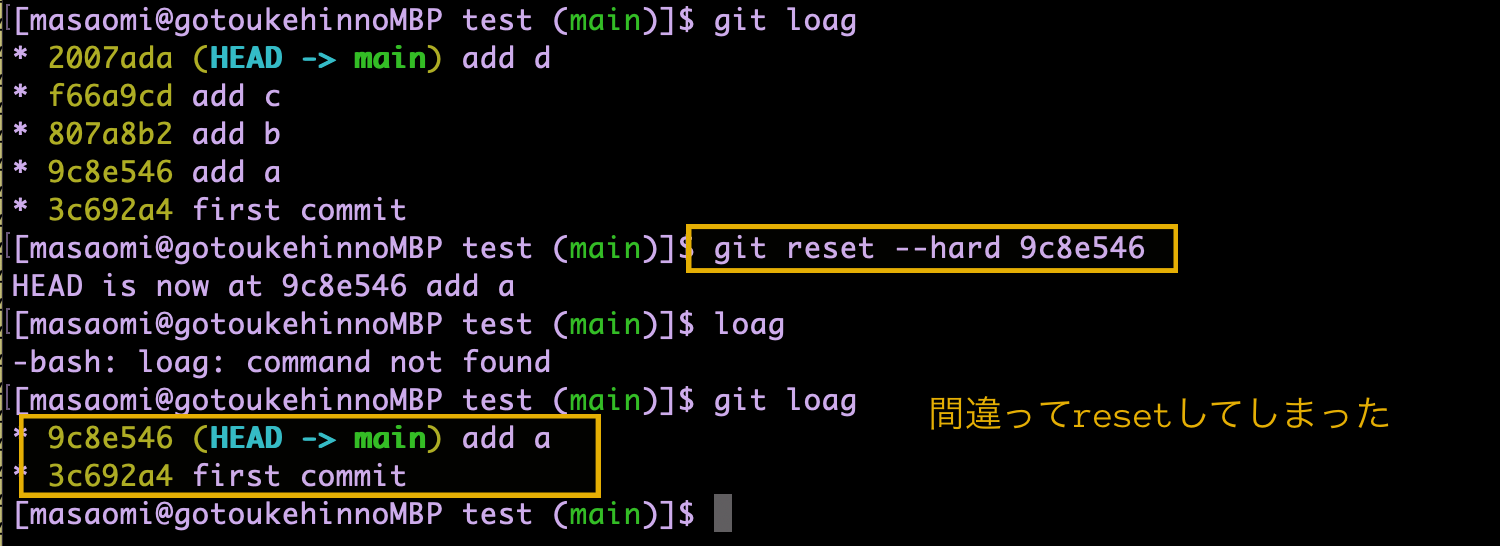 [masaomi@gotoukehinnoMBP test (main)]$ git loag
* 2007ada (HEAD -> main) add d
* f66a9cd add c
* 807a8b2 add b
* 9c8e546 add a
* 3c692a4 first commit
[masaomi@gotoukehinnoMBP test (main)]$ git reset --hard 9c8e546
HEAD is now at 9c8e546 add a
[masaomi@gotoukehinnoMBP test (main)]$ loag
-bash: loag: command not found
[masaomi@gotoukehinnoMBP test (main)]$ git loag
間違ってresetしてしまった
* 9c8e546 (HEAD -> main) add a
* 3c692a4 first commit
[masaomi@gotoukehinnoMBP test (main)]$